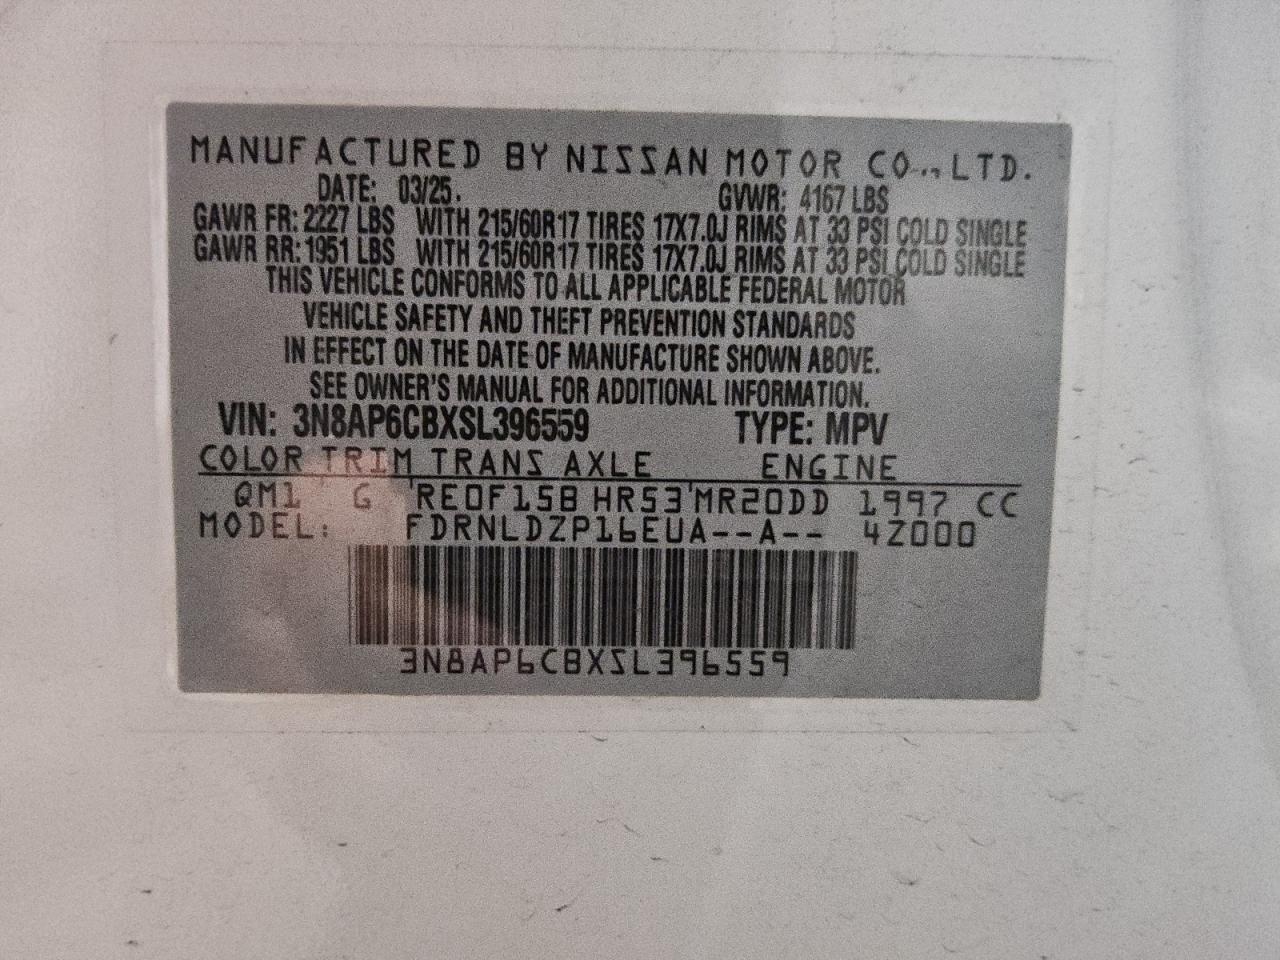 MANUFACTURED BY NISSAN MOTOR CO.,LTD.
DATE: 03/25. GVWR: 4167 LBS
GAWR FR: 2227 LBS WITH 215/60R17 TIRES 17X7.0J RIMS AT 33 PSI COLD SINGLE
GAWR RR: 1951 LBS WITH 215/60R17 TIRES 17X7.0J RIMS AT 33 PSI COLD SINGLE
THIS VEHICLE CONFORMS TO ALL APPLICABLE FEDERAL MOTOR
VEHICLE SAFETY AND THEFT PREVENTION STANDARDS
IN EFFECT ON THE DATE OF MANUFACTURE SHOWN ABOVE.
SEE OWNER'S MANUAL FOR ADDITIONAL INFORMATION.
VIN: 3N8AP6CBXSL396559 TYPE: MPV
COLOR TRIM TRANS AXLE ENGINE
QM1 ' G ' RE0F15B HR53 ' MR20DD 1997 CC
MODEL: FDRNLDZP16EUA--A-- 4Z000
3N8AP6CBXSL396559